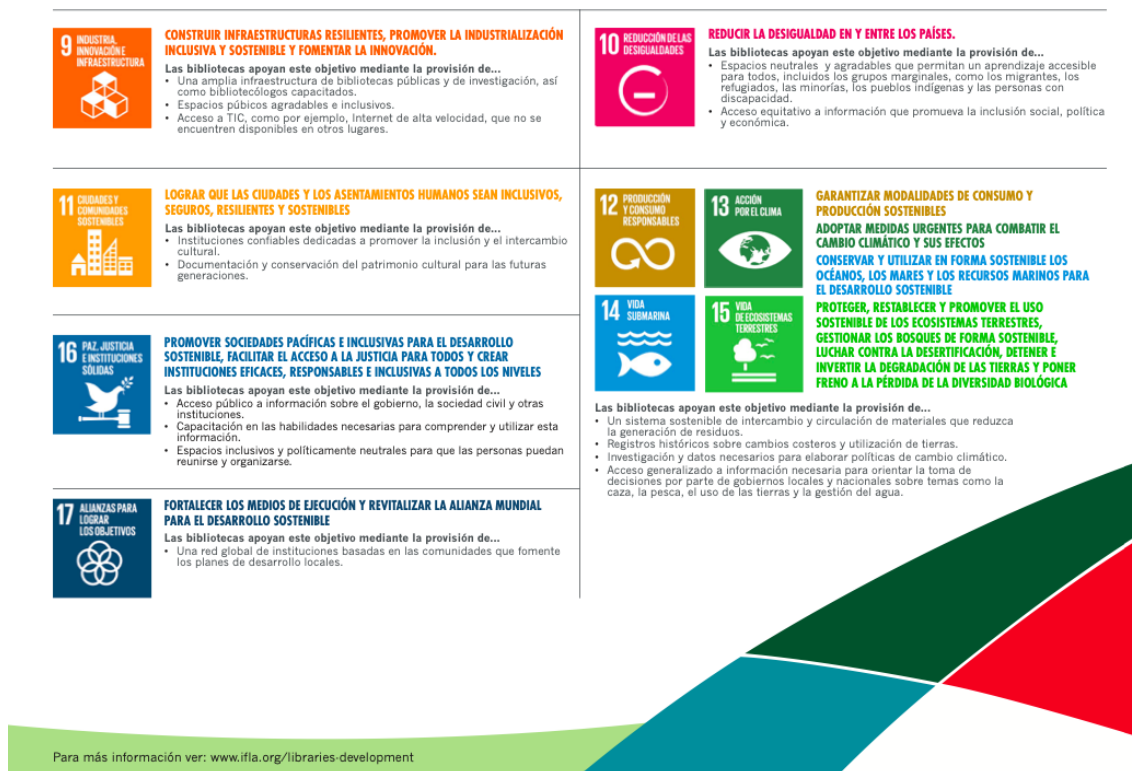 9 INDUSTRIA,
INNOVACIÓN E
INFRAESTRUCTURA
CONSTRUIR INFRAESTRUCTURAS RESILIENTES, PROMOVER LA INDUSTRIALIZACIÓN
INCLUSIVA Y SOSTENIBLE Y FOMENTAR LA INNOVACIÓN.
Las bibliotecas apoyan este objetivo mediante la provisión de...
• Una amplia infraestructura de bibliotecas públicas y de investigación, así
como bibliotecólogos capacitados.
• Espacios púbicos agradables e inclusivos.
• Acceso a TIC, como por ejemplo, Internet de alta velocidad, que no se
encuentren disponibles en otros lugares.
10 REDUCCIÓN DE LAS
DESIGUALDADES
REDUCIR LA DESIGUALDAD EN Y ENTRE LOS PAÍSES.
Las bibliotecas apoyan este objetivo mediante la provisión de...
• Espacios neutrales y agradables que permitan un aprendizaje accesible
para todos, incluidos los grupos marginales, como los migrantes, los
refugiados, las minorías, los pueblos indígenas y las personas con
discapacidad.
• Acceso equitativo a información que promueva la inclusión social, política
y económica.
11 CIUDADES Y
COMUNIDADES
SOSTENIBLES
LOGRAR QUE LAS CIUDADES Y LOS ASENTAMIENTOS HUMANOS SEAN INCLUSIVOS,
SEGUROS, RESILIENTES Y SOSTENIBLES
Las bibliotecas apoyan este objetivo mediante la provisión de...
• Instituciones confiables dedicadas a promover la inclusión y el intercambio
cultural.
• Documentación y conservación del patrimonio cultural para las futuras
generaciones.
12 PRODUCCIÓN
Y CONSUMO
RESPONSABLES
13 ACCIÓN
POR EL CLIMA
14 VIDA
SUBMARINA
15 VIDA
DE ECOSISTEMAS
TERRESTRES
GARANTIZAR MODALIDADES DE CONSUMO Y
PRODUCCIÓN SOSTENIBLES
ADOPTAR MEDIDAS URGENTES PARA COMBATIR EL
CAMBIO CLIMÁTICO Y SUS EFECTOS
CONSERVAR Y UTILIZAR EN FORMA SOSTENIBLE LOS
OCÉANOS, LOS MARES Y LOS RECURSOS MARINOS PARA
EL DESARROLLO SOSTENIBLE
PROTEGER, RESTABLECER Y PROMOVER EL USO
SOSTENIBLE DE LOS ECOSISTEMAS TERRESTRES,
GESTIONAR LOS BOSQUES DE FORMA SOSTENIBLE,
LUCHAR CONTRA LA DESERTIFICACIÓN, DETENER E
INVERTIR LA DEGRADACIÓN DE LAS TIERRAS Y PONER
FRENO A LA PÉRDIDA DE LA DIVERSIDAD BIOLÓGICA
Las bibliotecas apoyan este objetivo mediante la provisión de...
• Un sistema sostenible de intercambio y circulación de materiales que reduzca
la generación de residuos.
• Registros históricos sobre cambios costeros y utilización de tierras.
• Investigación y datos necesarios para elaborar políticas de cambio climático.
• Acceso generalizado a información necesaria para orientar la toma de
decisiones por parte de gobiernos locales y nacionales sobre temas como la
caza, la pesca, el uso de las tierras y la gestión del agua.
16 PAZ, JUSTICIA
E INSTITUCIONES
SÓLIDAS
PROMOVER SOCIEDADES PACÍFICAS E INCLUSIVAS PARA EL DESARROLLO
SOSTENIBLE, FACILITAR EL ACCESO A LA JUSTICIA PARA TODOS Y CREAR
INSTITUCIONES EFICACES, RESPONSABLES E INCLUSIVAS A TODOS LOS NIVELES
Las bibliotecas apoyan este objetivo mediante la provisión de...
• Acceso público a información sobre el gobierno, la sociedad civil y otras
instituciones.
• Capacitación en las habilidades necesarias para comprender y utilizar esta
información.
• Espacios inclusivos y políticamente neutrales para que las personas puedan
reunirse y organizarse.
17 ALIANZAS PARA
LOGRAR
LOS OBJETIVOS
FORTALECER LOS MEDIOS DE EJECUCIÓN Y REVITALIZAR LA ALIANZA MUNDIAL
PARA EL DESARROLLO SOSTENIBLE
Las bibliotecas apoyan este objetivo mediante la provisión de...
• Una red global de instituciones basadas en las comunidades que fomente
los planes de desarrollo locales.
Para más información ver: www.ifla.org/libraries-development